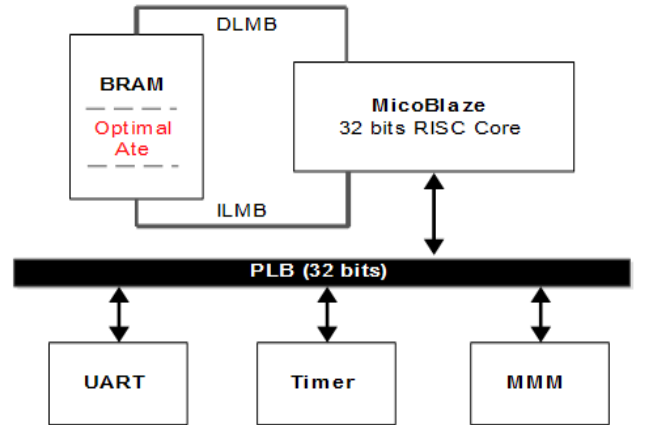 DLMB
BRAM
Optimal
Ate
MicoBlaze
32 bits RISC Core
ILMB
PLB (32 bits)
UART
Timer
MMM